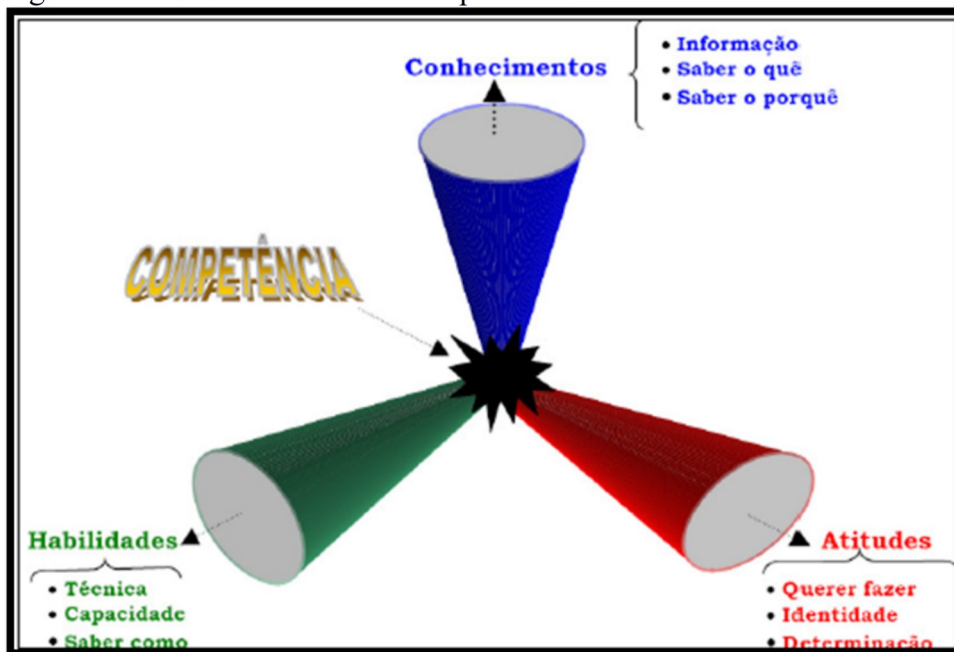 Conhecimentos
• Informação
• Saber o quê
• Saber o porquê
COMPETÊNCIA
Habilidades
• Técnica
• Capacidade
• Saber como
Atitudes
• Querer fazer
• Identidade
• Determinação